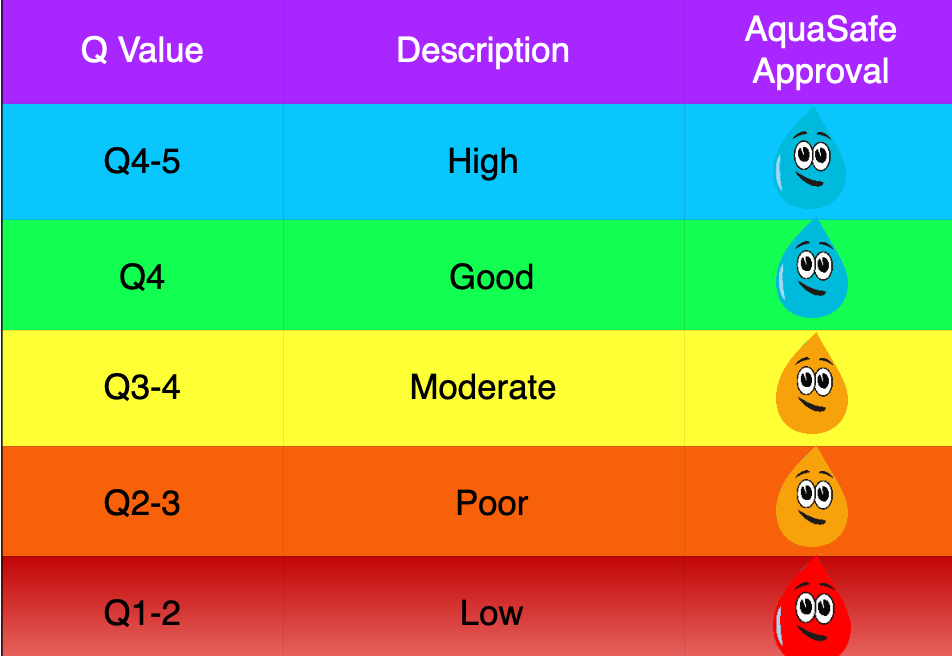 Q Value
Description
AquaSafe
Approval
Q4-5
High
Q4
Good
Q3-4
Moderate
Q2-3
Poor
Q1-2
Low